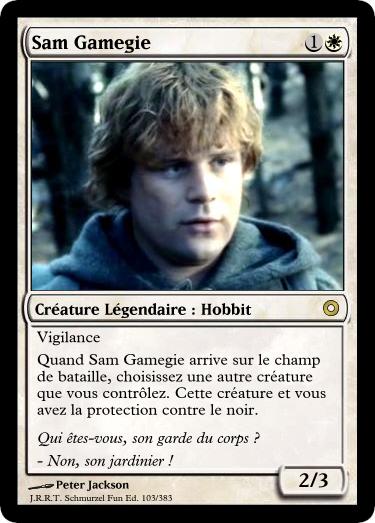 Sam Gamegie 1
Créature Légendaire : Hobbit
Vigilance
Quand Sam Gamegie arrive sur le champ
de bataille, choisissez une autre créature
que vous contrôlez. Cette créature et vous
avez la protection contre le noir.
Qui êtes-vous, son garde du corps ?
- Non, son jardinier !
2/3
Peter Jackson
J.R.R.T. Schmurzel Fun Ed. 103/383